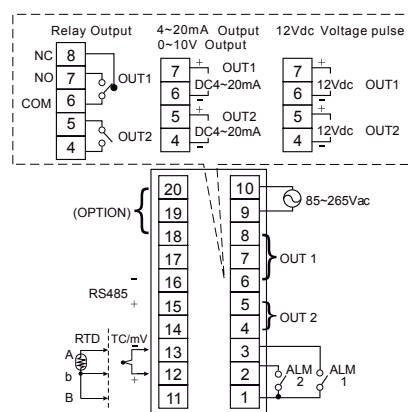 Relay Output
NC 8
NO 7 OUT1
COM 6
5 OUT2
4
4~20mA Output
0~10V Output
7 + OUT1
6 DC4~20mA -
5 + OUT2
4 DC4~20mA -
12Vdc Voltage pulse
7 +
6 12Vdc - OUT1
5 +
4 12Vdc - OUT2
20 10
(OPTION) 19 9 85~265Vac
18 8
17 7 OUT 1
- 16 6
RS485
+ 15 5
14 4 OUT 2
RTD TC/mV
A 13 3
b + 12 2 ALM 2 ALM 1
B 11 1